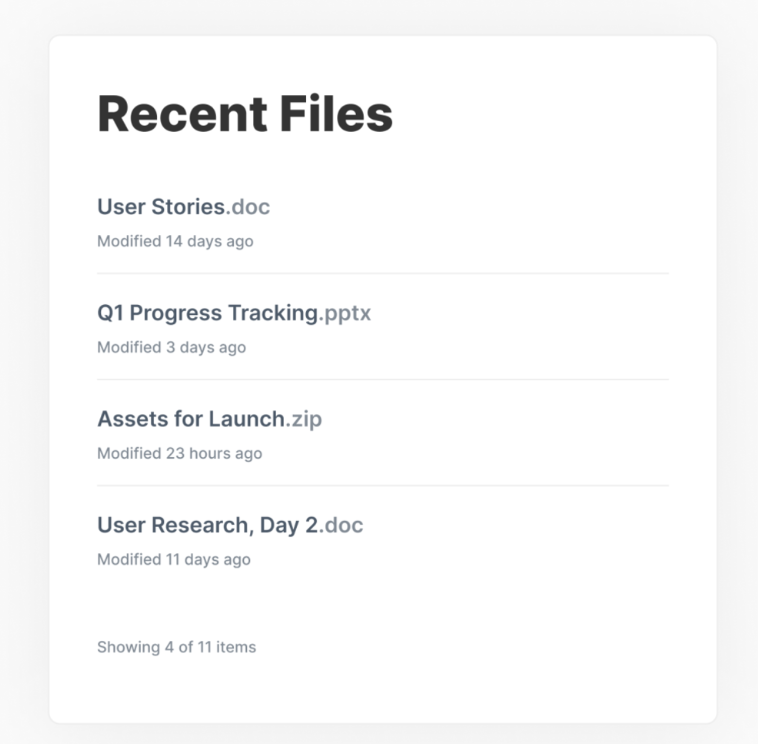 Recent Files
User Stories.doc
Modified 14 days ago
Q1 Progress Tracking.pptx
Modified 3 days ago
Assets for Launch.zip
Modified 23 hours ago
User Research, Day 2.doc
Modified 11 days ago
Showing 4 of 11 items